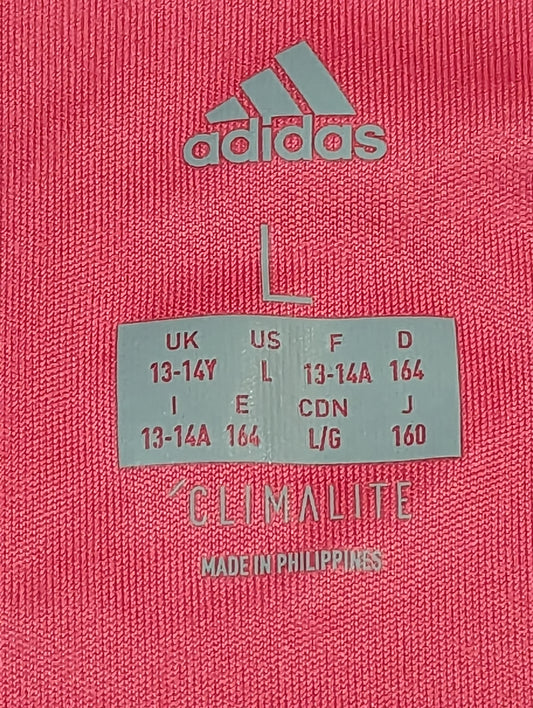 adidas
L
UK US F D
13-14Y L 13-14A 164
I E CDN J
13-14A 164 L/G 160
CLIMALITE
MADE IN PHILIPPINES